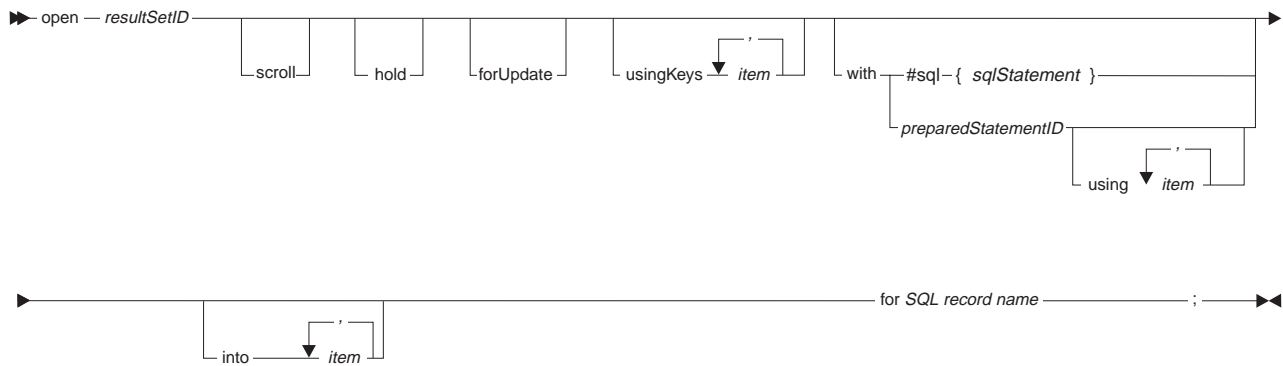 open resultSetID
scroll
hold
forUpdate
,
usingKeys item
with #sql { sqlStatement }
preparedStatementID
,
using item
for SQL record name ;
,
into item